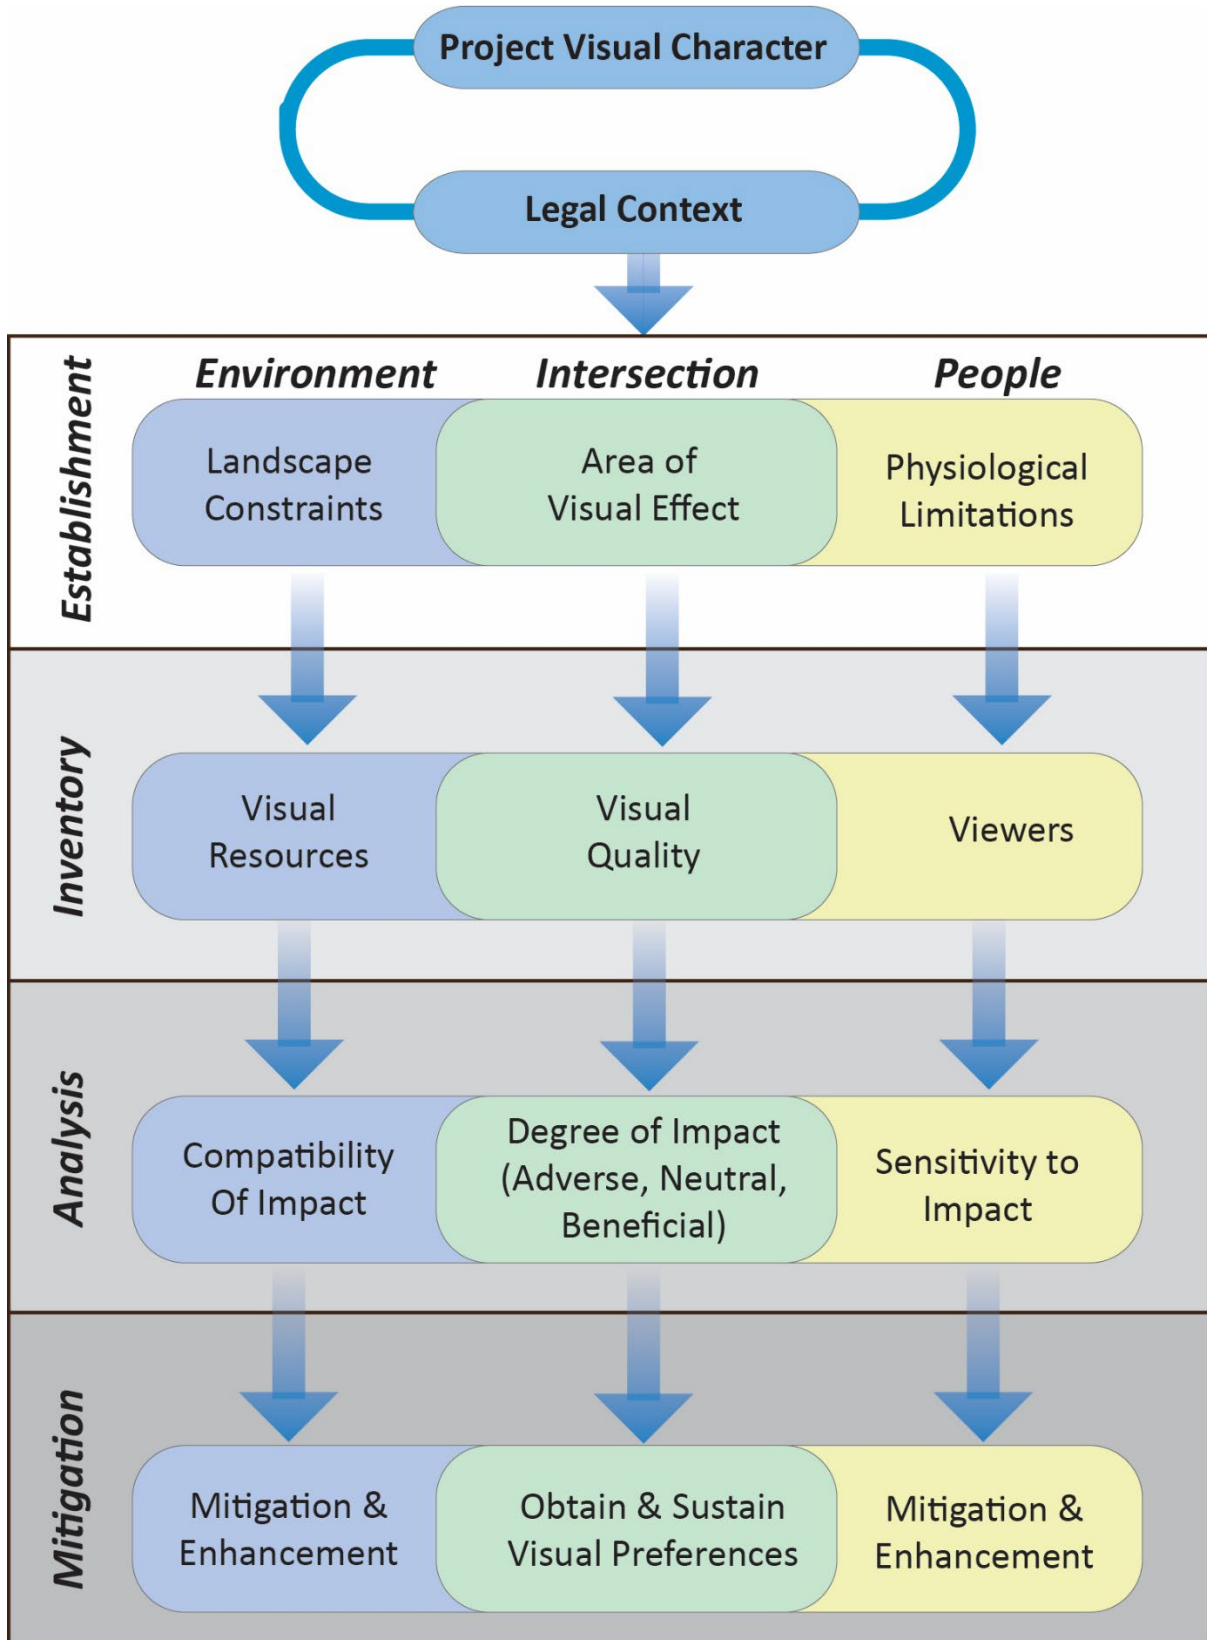 Project Visual Character
Legal Context
Environment
Intersection
People
Establishment
Landscape
Constraints
Area of
Visual Effect
Physiological
Limitations
Inventory
Visual
Resources
Visual
Quality
Viewers
Analysis
Compatibility
Of Impact
Degree of Impact
(Adverse, Neutral,
Beneficial)
Sensitivity to
Impact
Mitigation
Mitigation &
Enhancement
Obtain & Sustain
Visual Preferences
Mitigation &
Enhancement